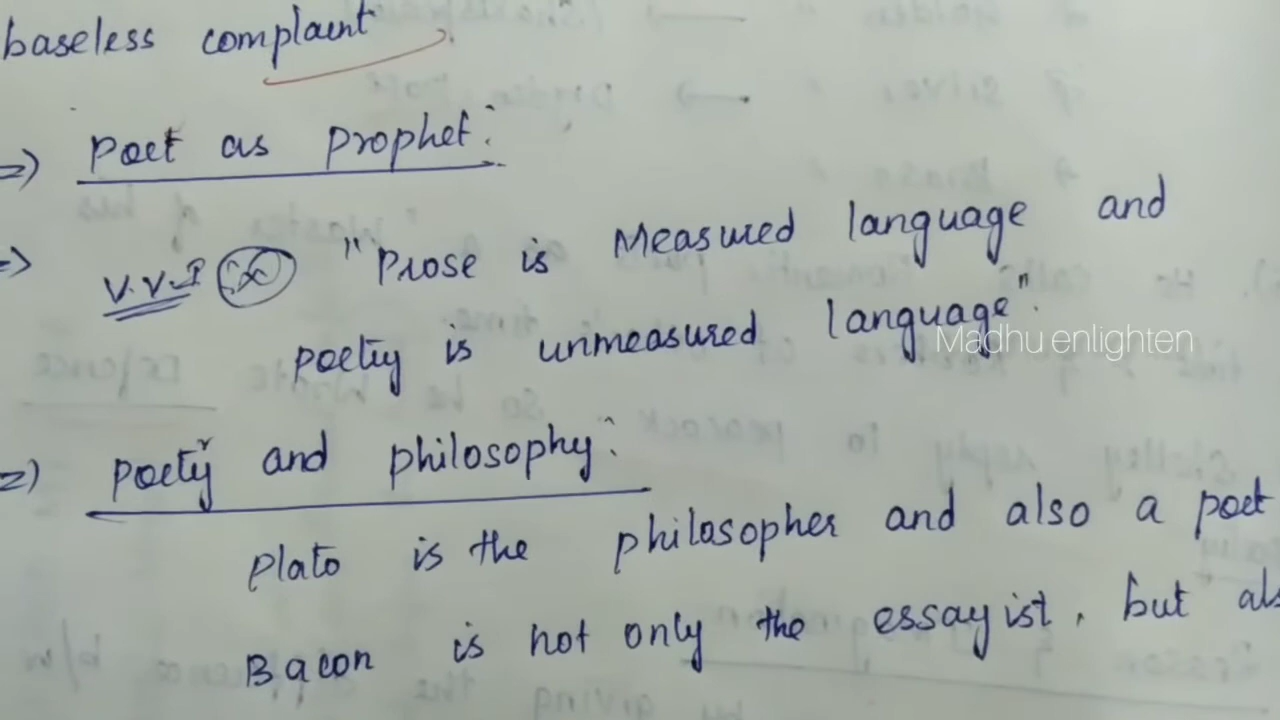 baseless complaint
=) Poet as Prophet:
=> V.V.I "Prose is Measured language and
poetry is unmeasured language".
Madhu enlighten
=) Poetry and philosophy:
Plato is the philosopher and also a poet
Bacon is not only the essayist, but als